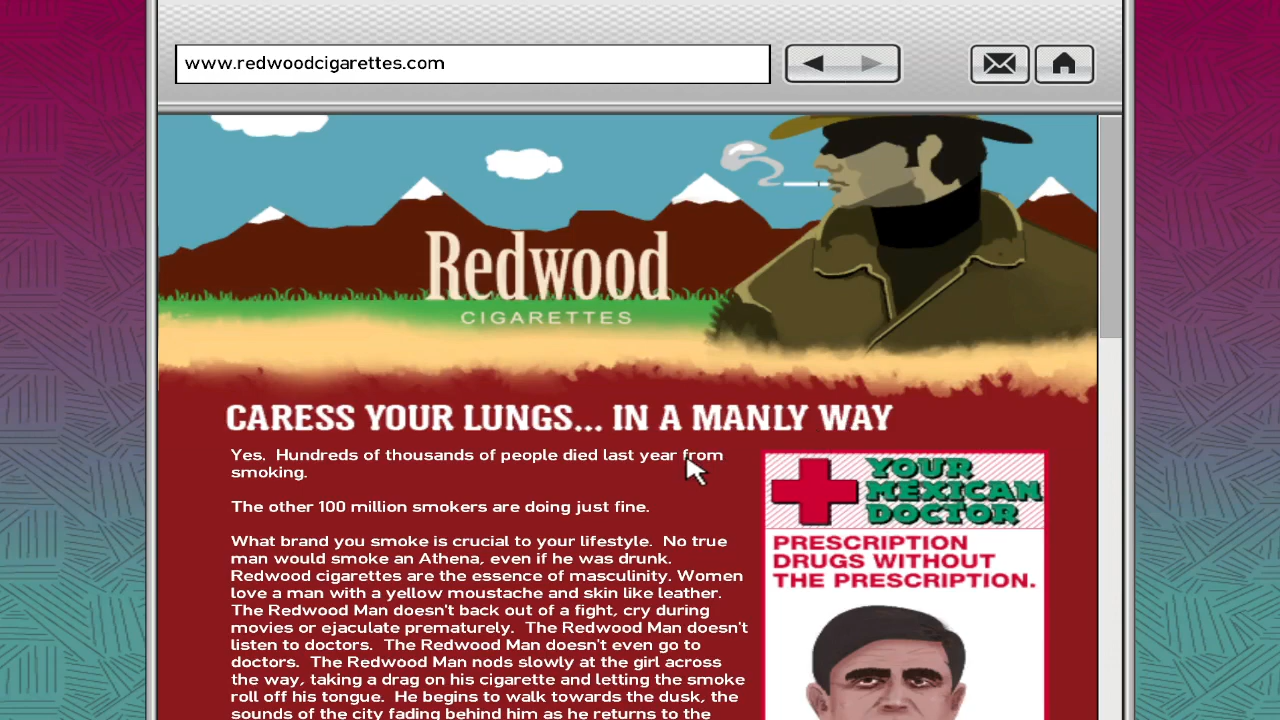 www.redwoodcigarettes.com
Redwood
CIGARETTES
CARESS YOUR LUNGS... IN A MANLY WAY
Yes.  Hundreds of thousands of people died last year from
smoking.
The other 100 million smokers are doing just fine.
What brand you smoke is crucial to your lifestyle.  No true
man would smoke an Athena, even if he was drunk.
Redwood cigarettes are the essence of masculinity. Women
love a man with a yellow moustache and skin like leather.
The Redwood Man doesn't back out of a fight, cry during
movies or ejaculate prematurely.  The Redwood Man doesn't
listen to doctors.  The Redwood Man doesn't even go to
doctors.  The Redwood Man nods slowly at the girl across
the way, taking a drag on his cigarette and letting the smoke
roll off his tongue.  He begins to walk towards the dusk, the
sounds of the city fading behind him as he returns to the
YOUR
MEXICAN
DOCTOR
PRESCRIPTION
DRUGS WITHOUT
THE PRESCRIPTION.